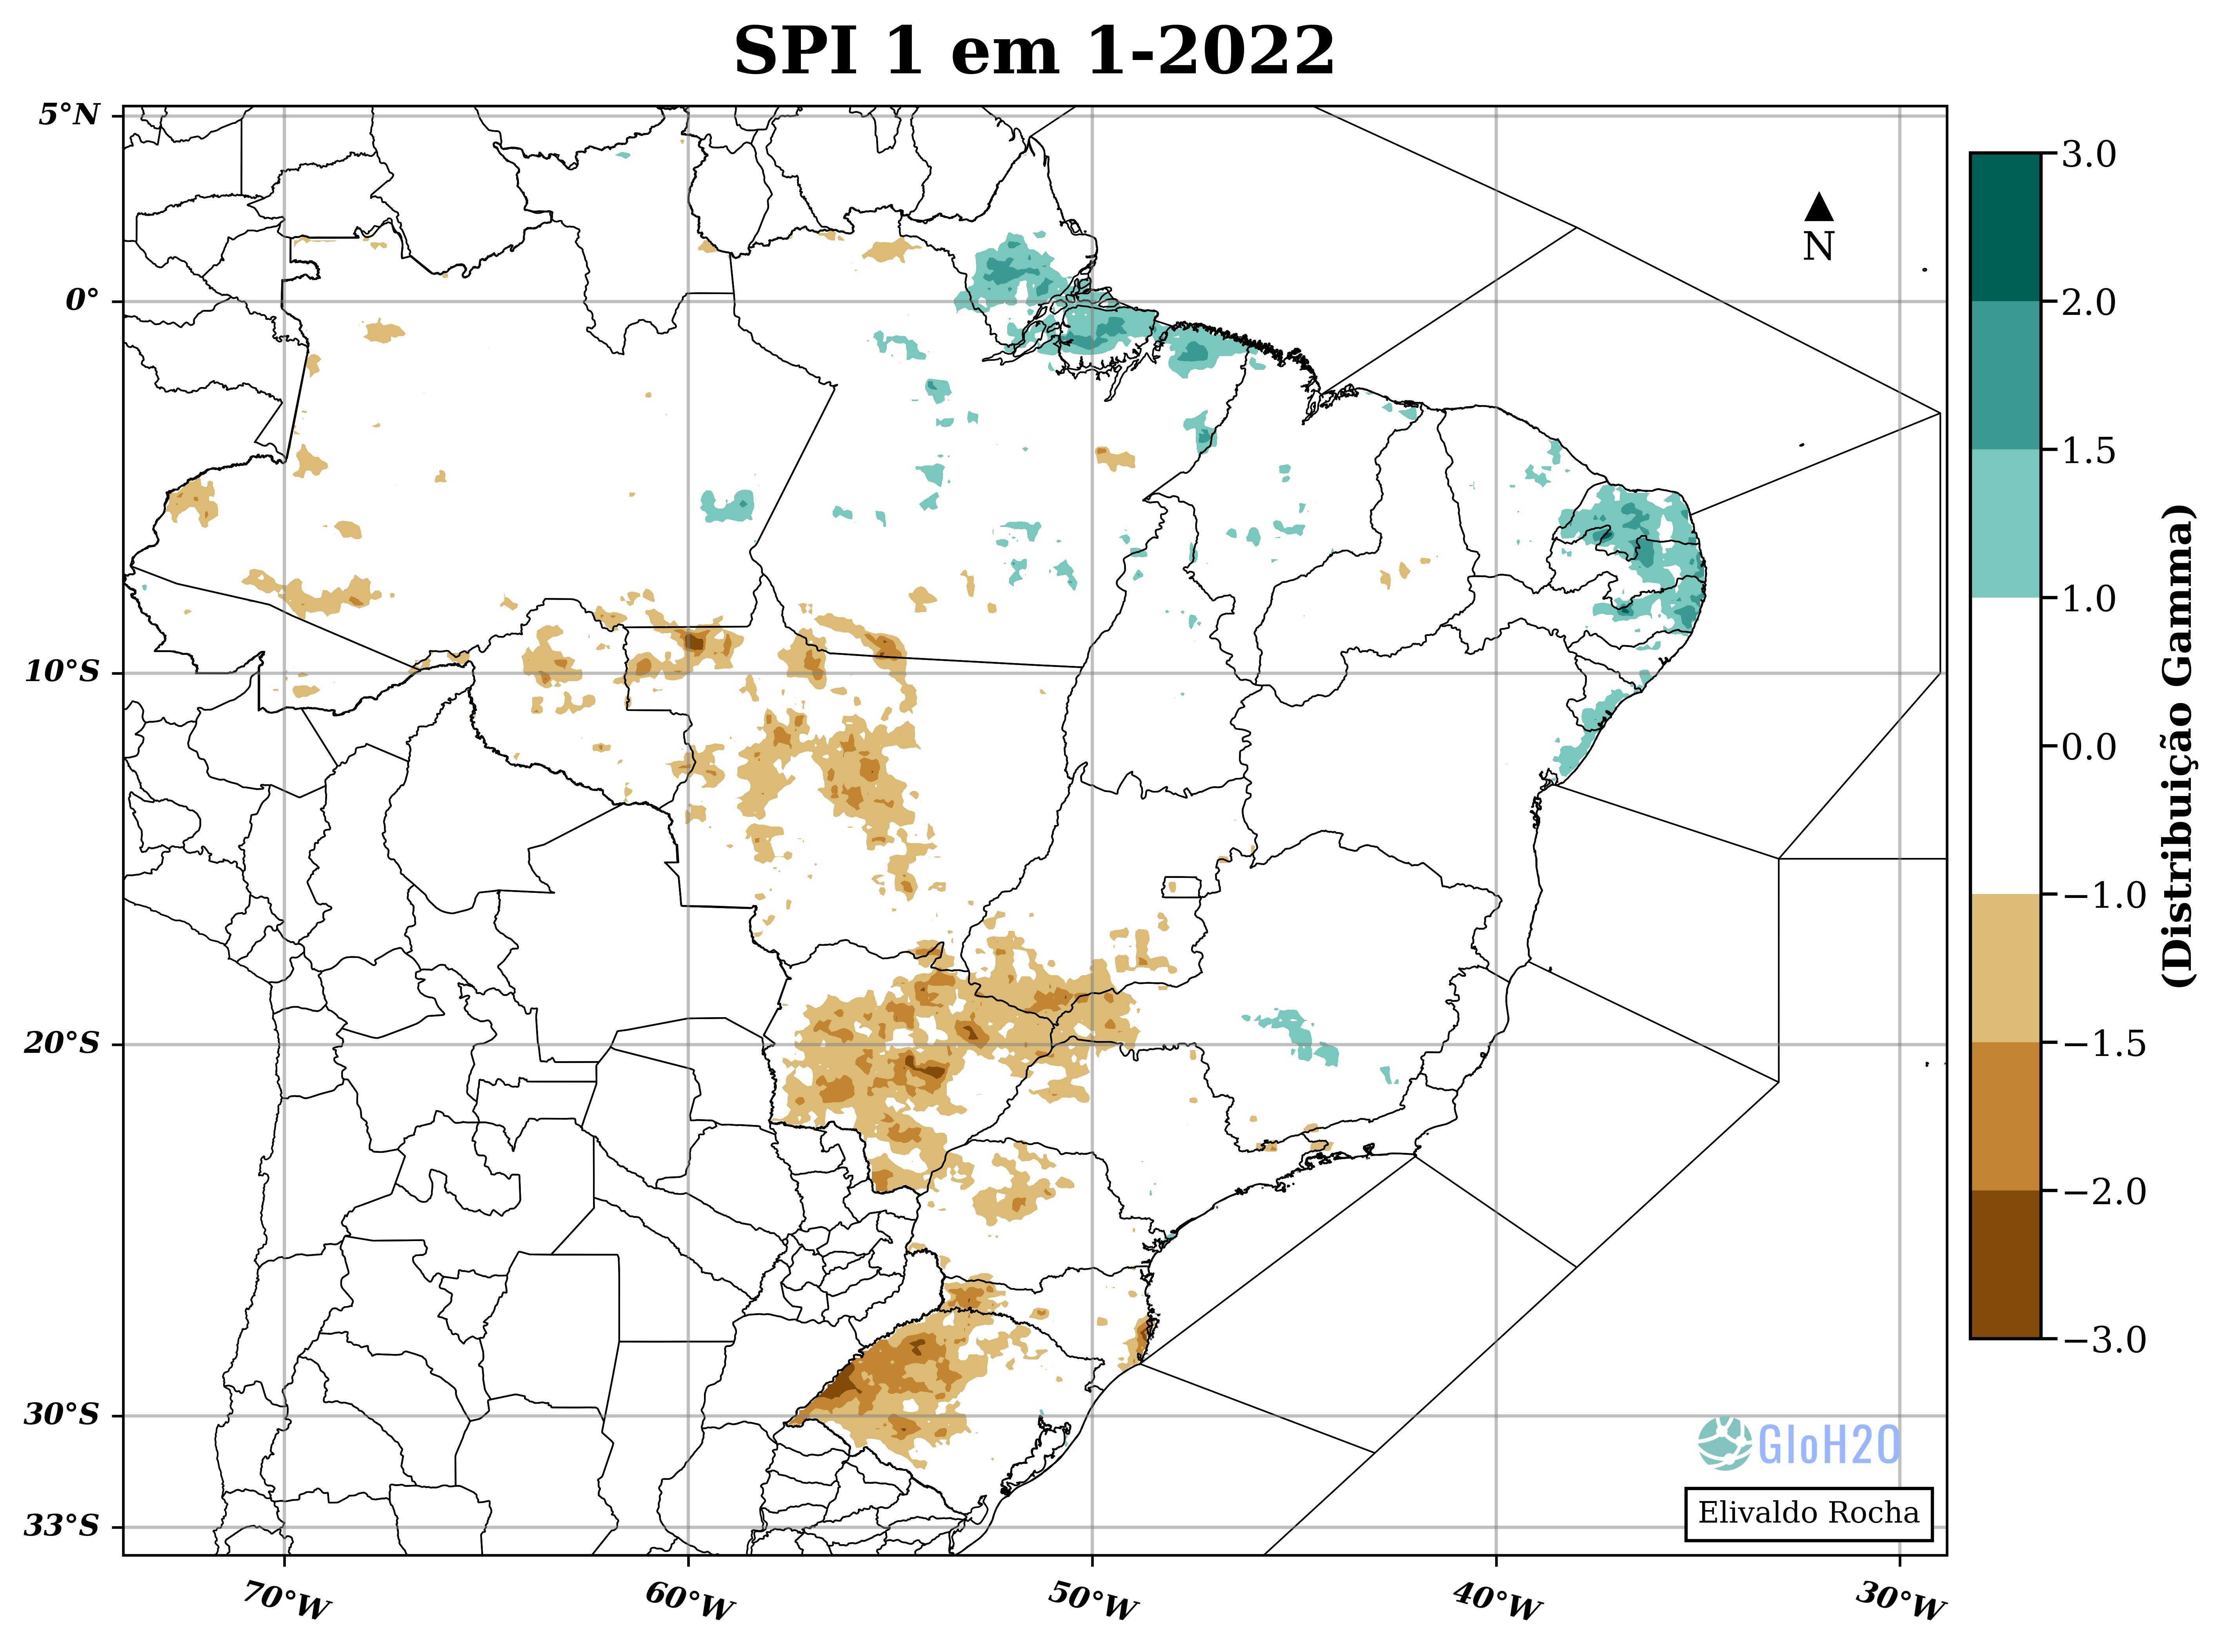 SPI 1 em 1-2022
5°N
0°
10°S
20°S
30°S
33°S
70°W
60°W
50°W
40°W
30°W
N
3.0
2.0
1.5
1.0
0.0
−1.0
−1.5
−2.0
−3.0
(Distribuição Gamma)
GloH2O
Elivaldo Rocha